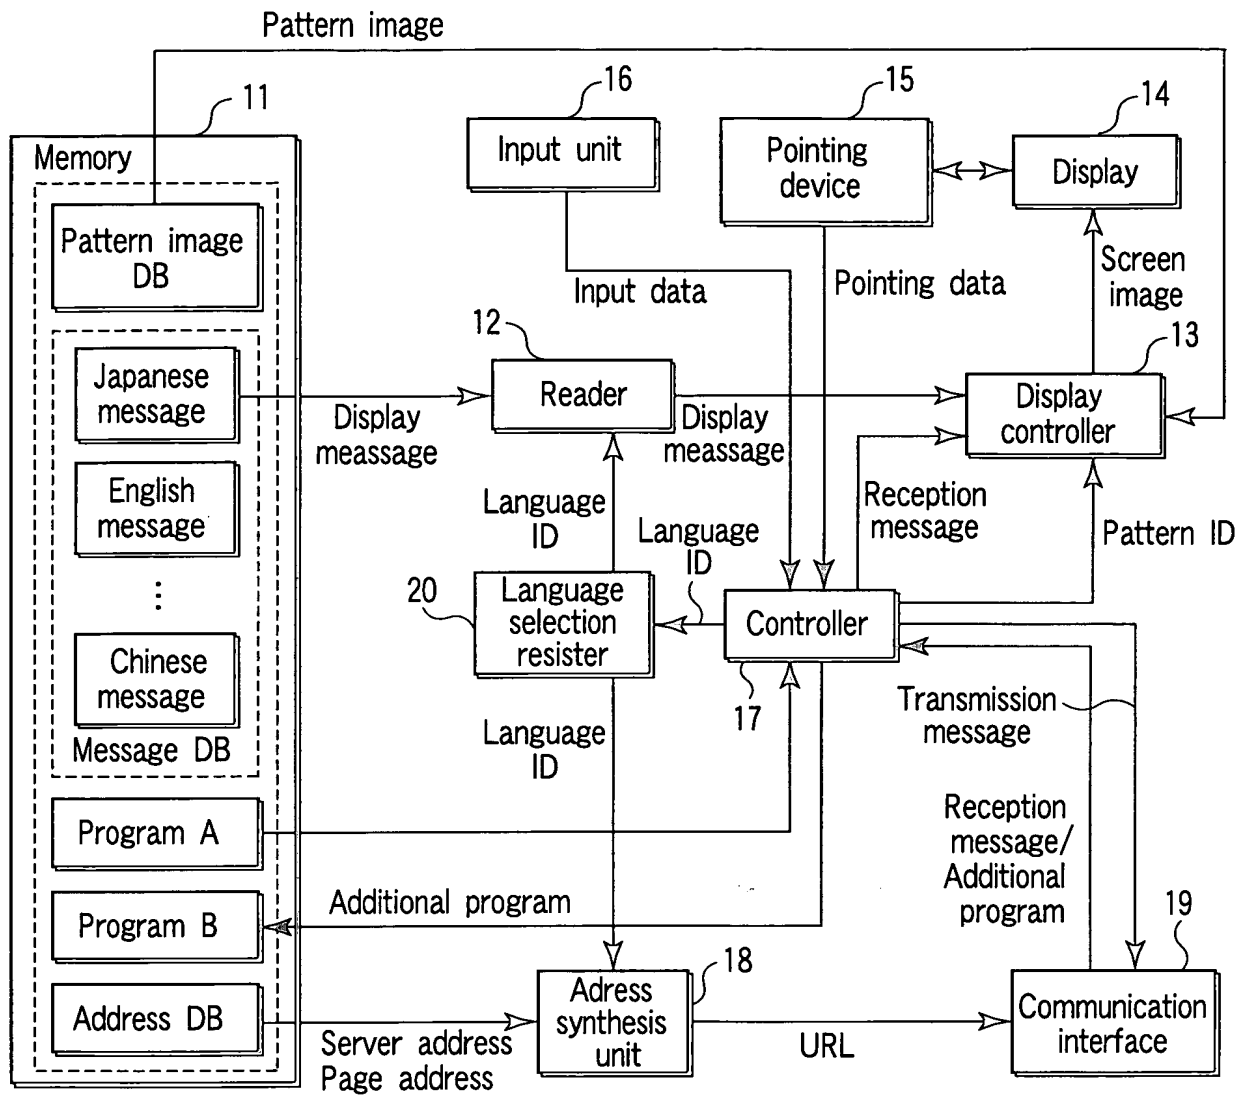 Pattern image
11
16
15
14
Memory
Input unit
Pointing
device
Display
Pattern image
DB
Input data
Pointing data
Screen
image
12
13
Japanese
message
Reader
Display
controller
Display
meassage
Display
meassage
English
message
Language
ID
Language
ID
Reception
message
Pattern ID
...
20
Language
selection
resister
Controller
Chinese
message
17
Transmission
message
Message DB
Language
ID
Program A
Reception
message/
Additional
program
Program B
Additional program
18
19
Address DB
Adress
synthesis
unit
Communication
interface
Server address
Page address
URL